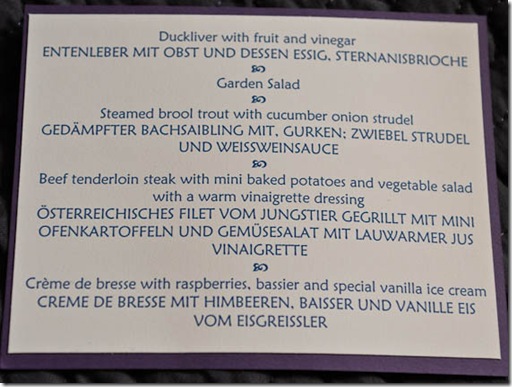 Duckliver with fruit and vinegar
ENTENLEBER MIT OBST UND DESSEN ESSIG, STERNANISBRIOCHE
Garden Salad
Steamed brool trout with cucumber onion strudel
GEDÄMPFTER BACHSAIBLING MIT, GURKEN; ZWIEBEL STRUDEL
UND WEISSWEINSAUCE
Beef tenderloin steak with mini baked potatoes and vegetable salad
with a warm vinaigrette dressing
ÖSTERREICHISCHES FILET VOM JUNGSTIER GEGRILLT MIT MINI
OFENKARTOFFELN UND GEMÜSESALAT MIT LAUWARMER JUS
VINAIGRETTE
Crème de bresse with raspberries, bassier and special vanilla ice cream
CREME DE BRESSE MIT HIMBEEREN, BAISSER UND VANILLE EIS
VOM EISGREISSLER